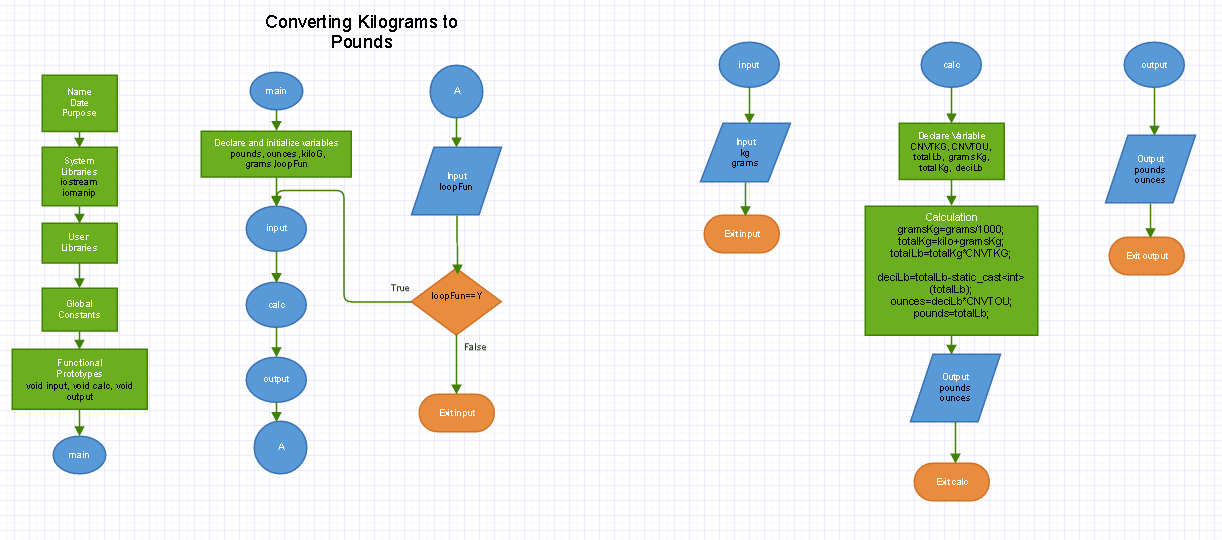 Converting Kilograms to
Pounds
Name
Date
Purpose
System
Libraries
iostream
iomanip
User
Libraries
Global
Constants
Functional
Prototypes
void input, void calc, void
output
main
main
Declare and initialize variables
pounds, ounces ,kiloG,
grams,loopFun
input
calc
output
A
A
Input
loopFun
loopFun==Y
True
False
Exit input
input
Input
kg
grams
Exit input
calc
Declare Variable
CNVTKG, CNVTOU,
totalLb, gramsKg,
totalKg, deciLb
Calculation
gramsKg=grams/1000;
totalKg=kilo+gramsKg;
totalLb=totalKg*CNVTKG;
deciLb=totalLb-static_cast<int>
(totalLb);
ounces=deciLb*CNVTOU;
pounds=totalLb;
Output
pounds
ounces
Exit calc
output
Output
pounds
ounces
Exit output